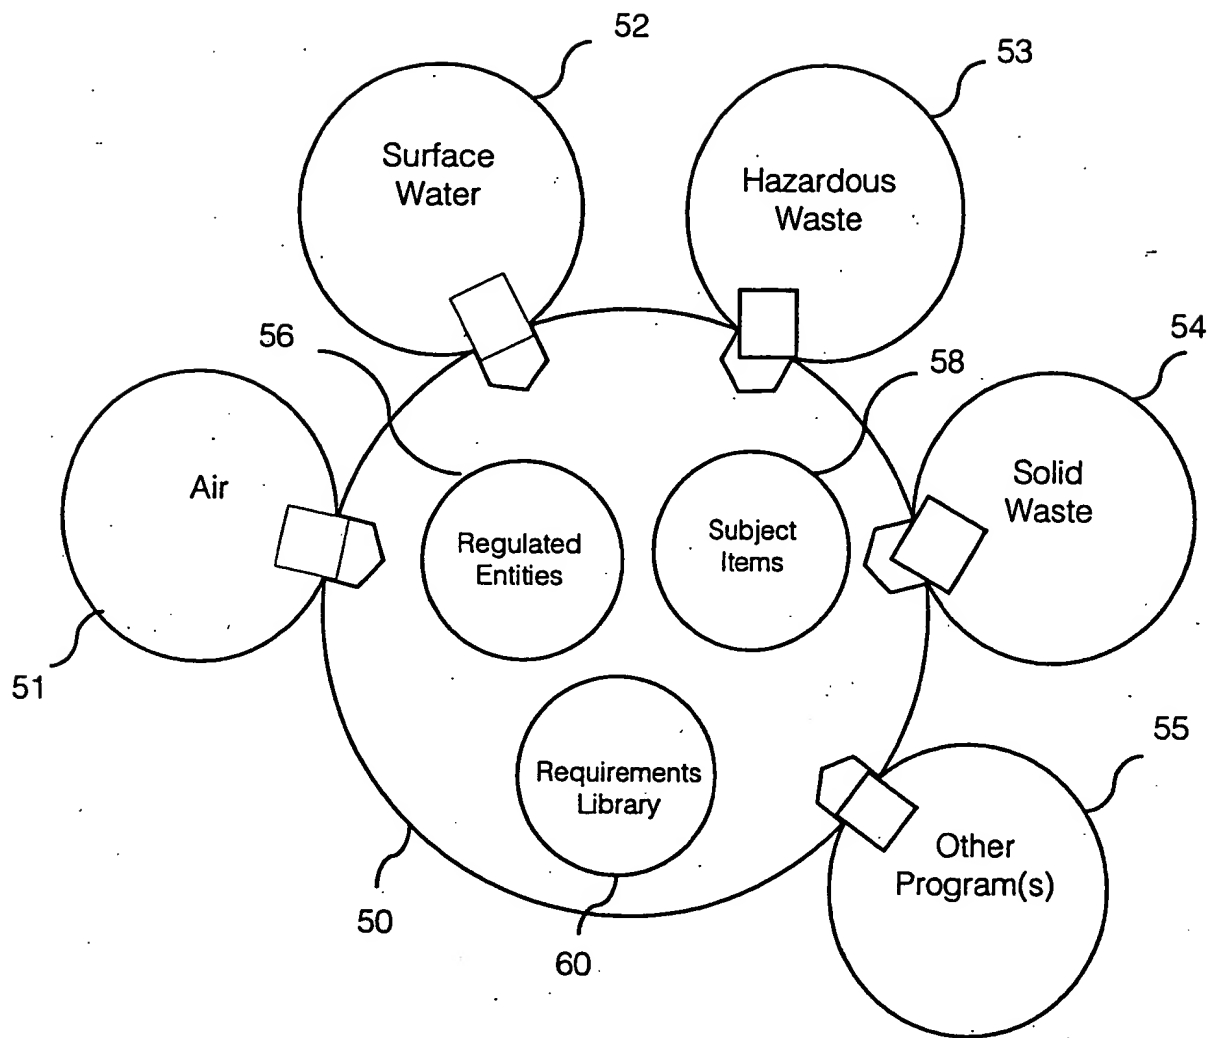 52
53
Surface
Water
Hazardous
Waste
56
58
54
Air
Solid
Waste
Regulated
Entities
Subject
Items
51
Requirements
Library
55
Other
Program(s)
50
60